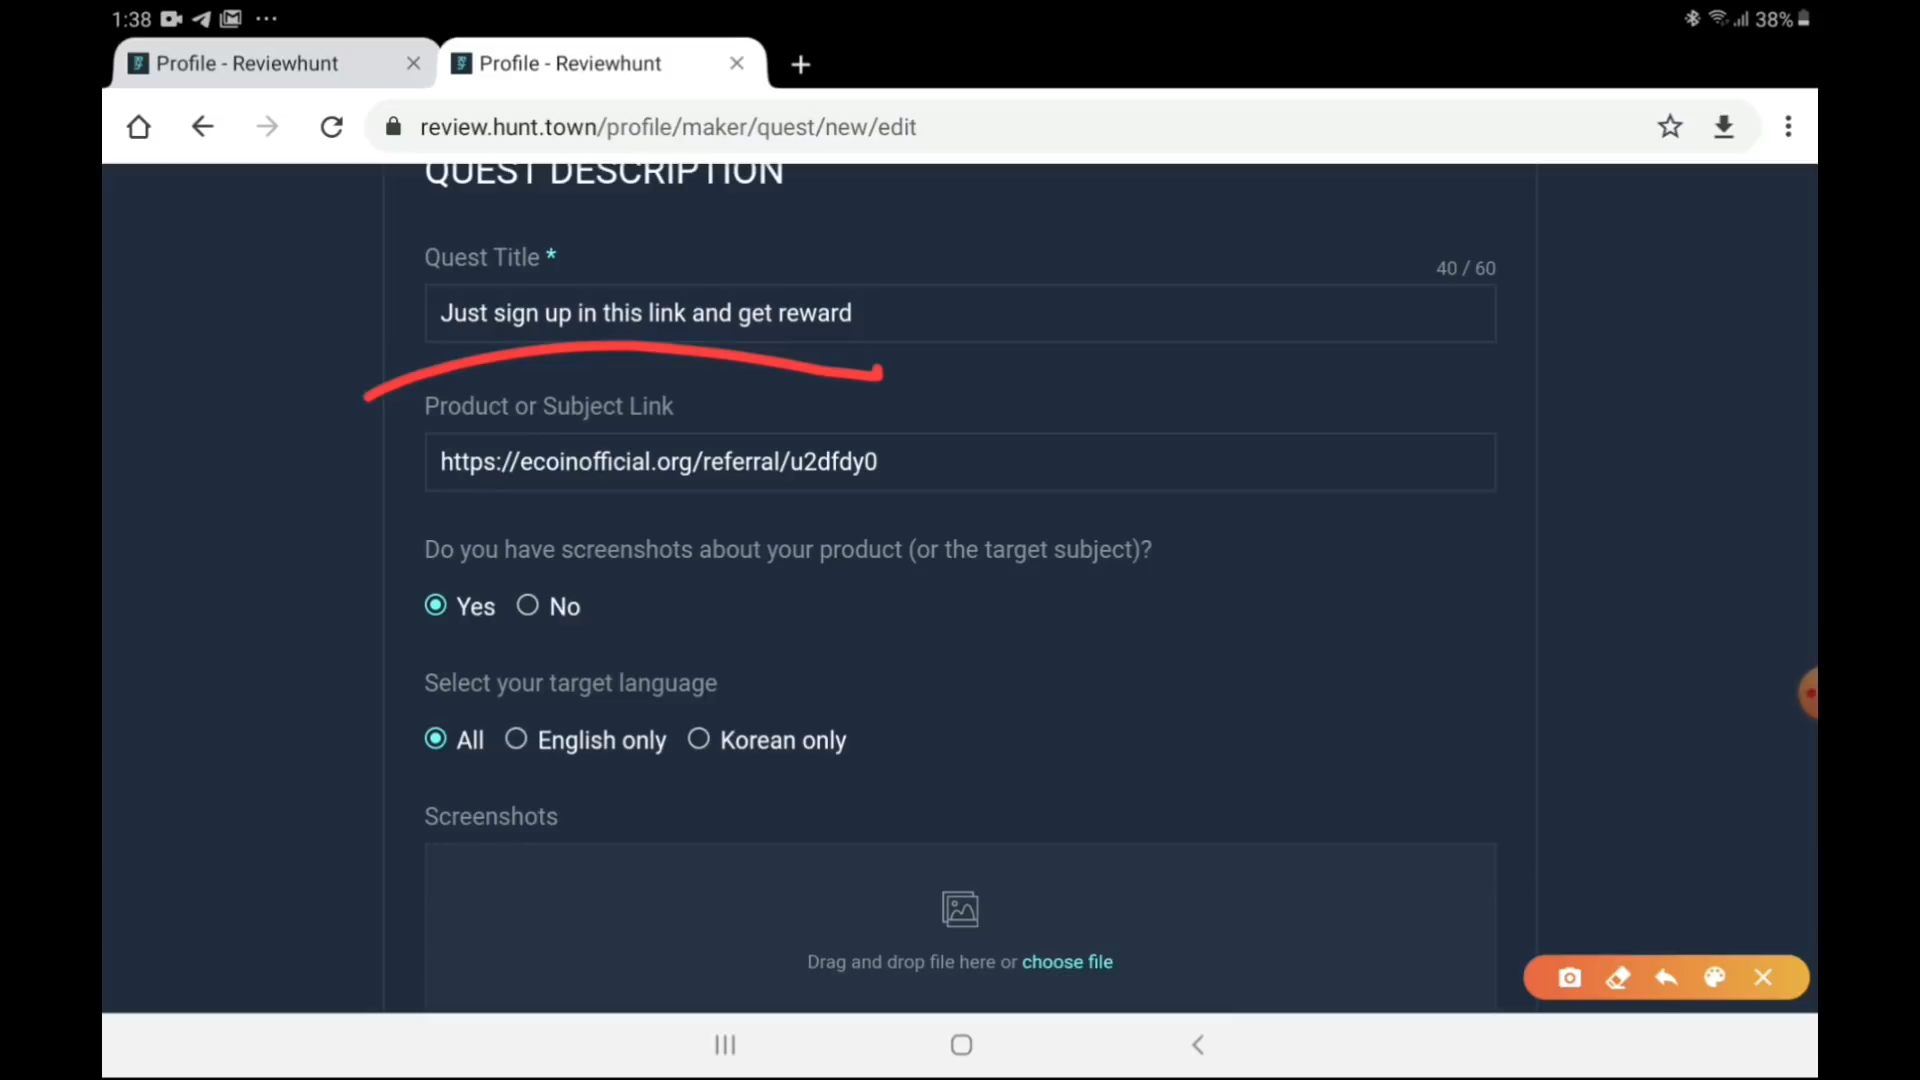 1:38
38%
Profile - Reviewhunt
Profile - Reviewhunt
review.hunt.town/profile/maker/quest/new/edit
QUEST DESCRIPTION
Quest Title *
40 / 60
Just sign up in this link and get reward
Product or Subject Link
https://ecoinofficial.org/referral/u2dfdy0
Do you have screenshots about your product (or the target subject)?
Yes No
Select your target language
All English only Korean only
Screenshots
Drag and drop file here or choose file